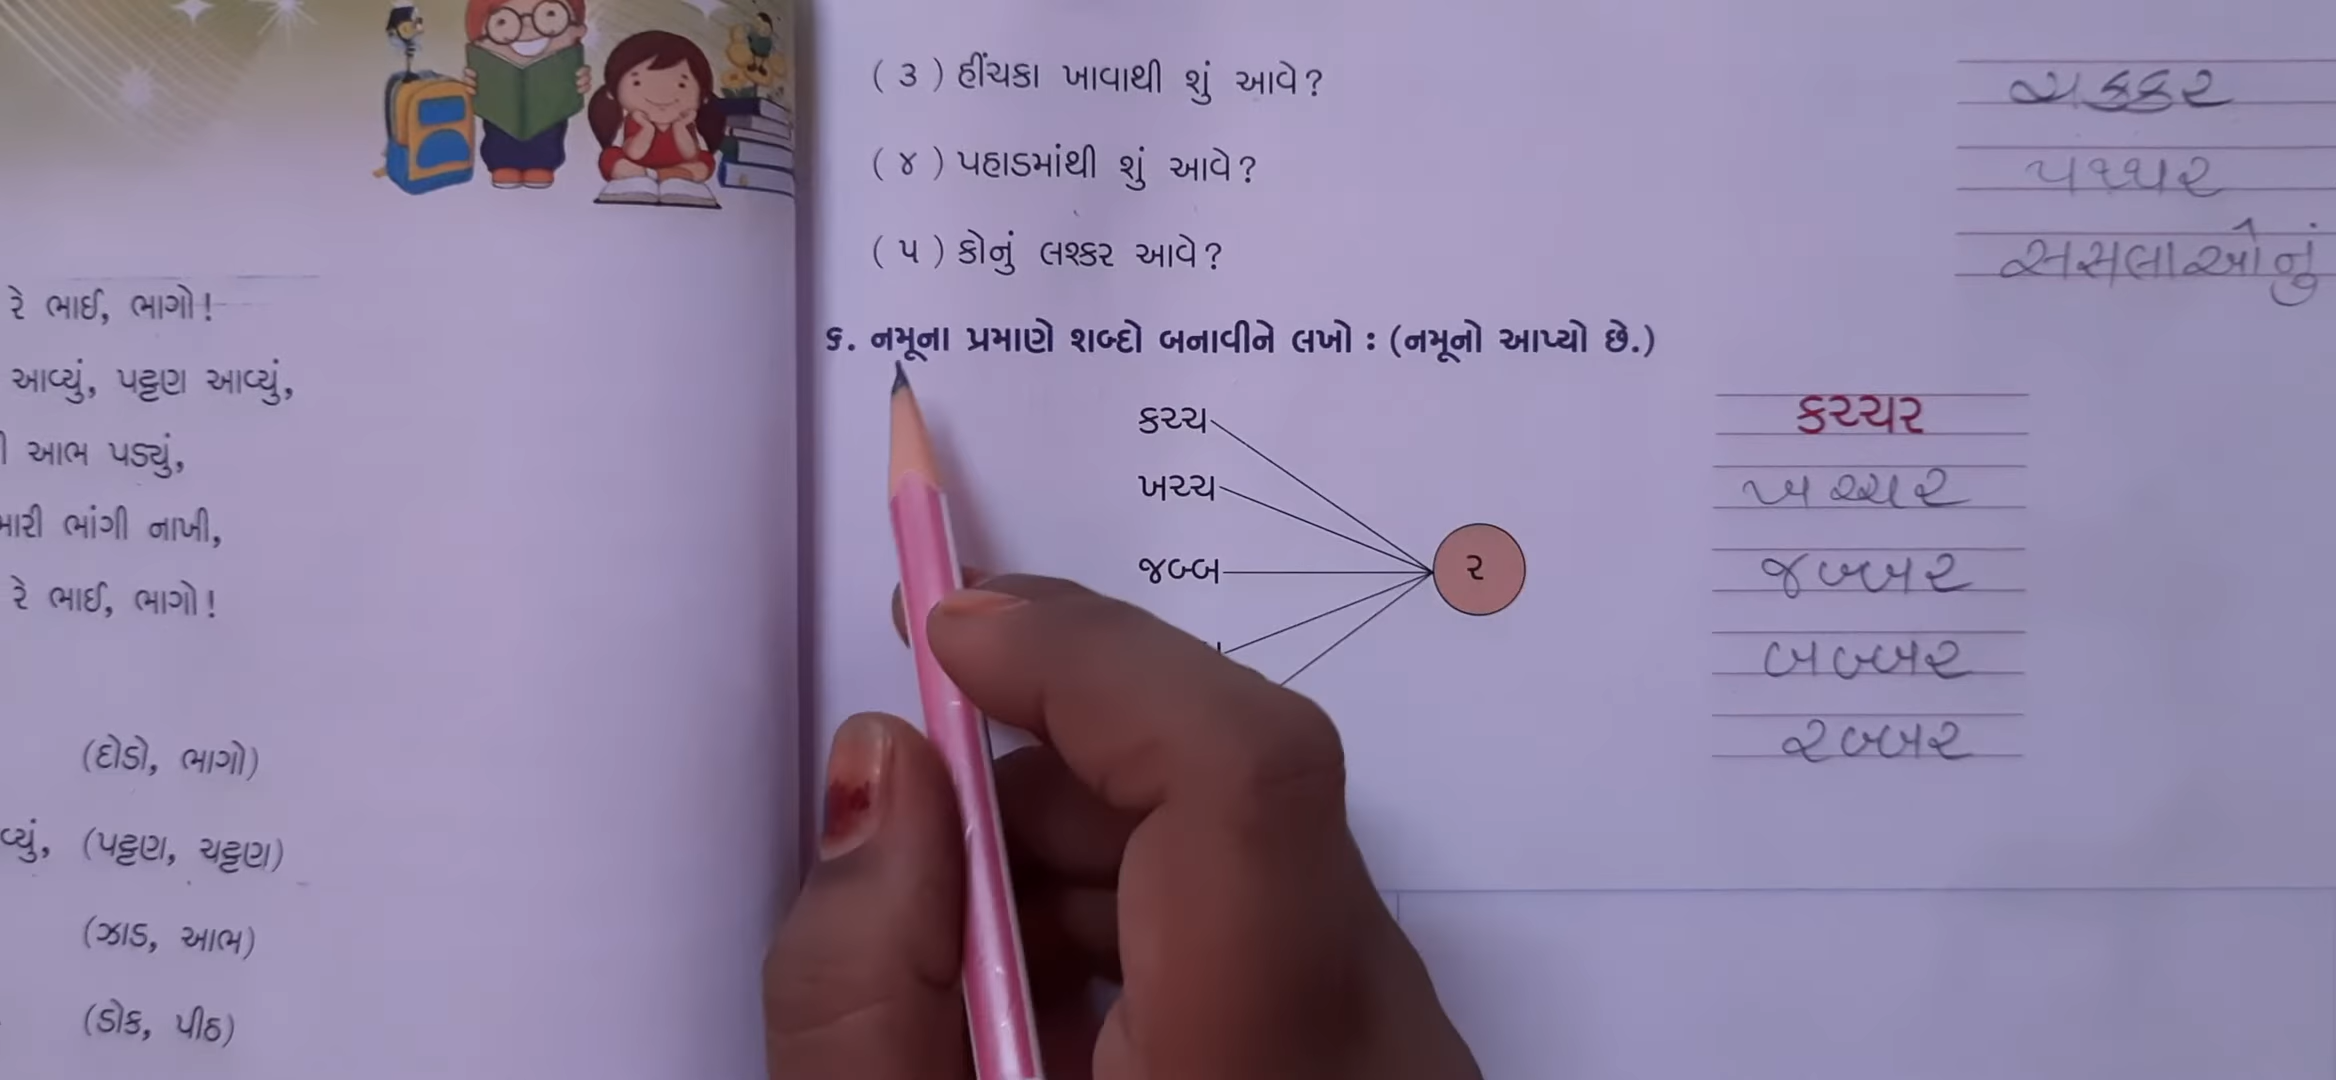 રે ભાઈ, ભાગો!
આવ્યું, પટ્ટણ આવ્યું,
આભ પડ્યું,
મારી ભાંગી નાખી,
રે ભાઈ, ભાગો!
(દોડો, ભાગો)
(પટ્ટણ, ચટ્ટણ)
(ઝાડ, આભ)
(ડોક, પીઠ)
(૩) હીંચકા ખાવાથી શું આવે? ચક્કર
(૪) પહાડમાંથી શું આવે? પથ્થર
(૫) કોનું લશ્કર આવે? સસલાઓનું
૬. નમૂના પ્રમાણે શબ્દો બનાવીને લખો : (નમૂનો આપ્યો છે.)
કચ્ચ કચ્ચર
ખચ્ચ ખચ્ચર
જબ્બ ર જબ્બર
બબ્બર
રબ્બર